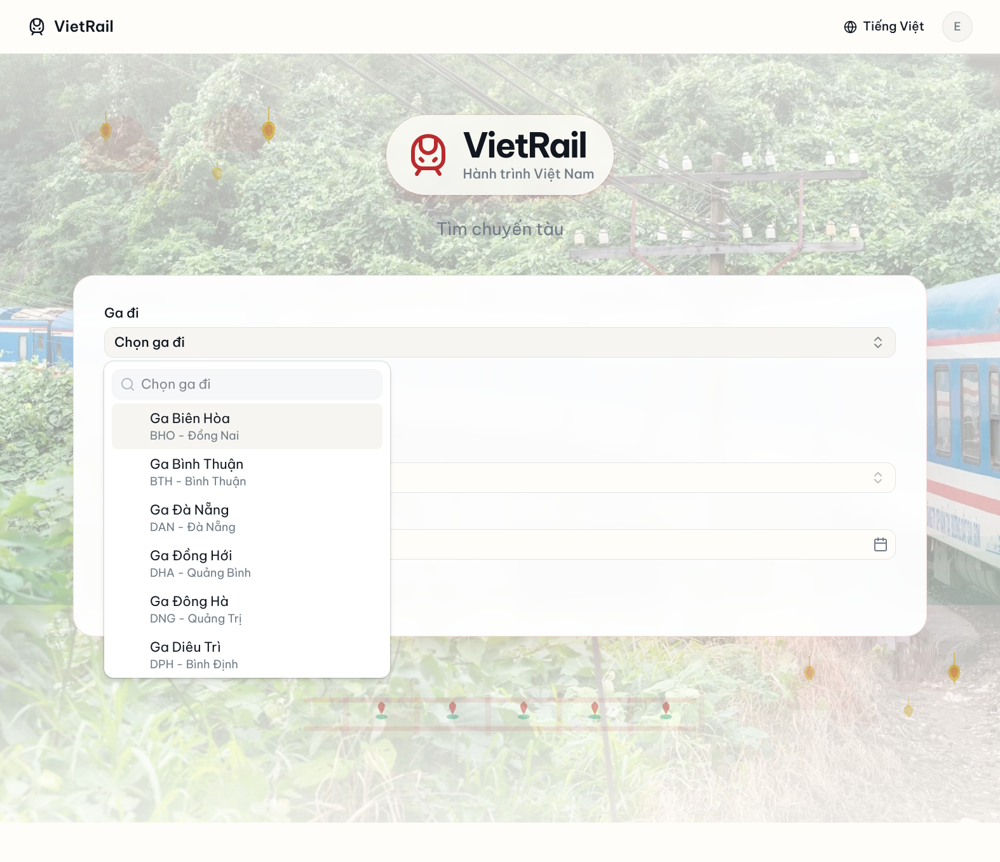 VietRail
Tiếng Việt
E
VietRail
Hành trình Việt Nam
Tìm chuyến tàu
Ga đi
Chọn ga đi
Chọn ga đi
Ga Biên Hòa
BHO - Đồng Nai
Ga Bình Thuận
BTH - Bình Thuận
Ga Đà Nẵng
DAN - Đà Nẵng
Ga Đồng Hới
DHA - Quảng Bình
Ga Đông Hà
DNG - Quảng Trị
Ga Diêu Trì
DPH - Bình Định